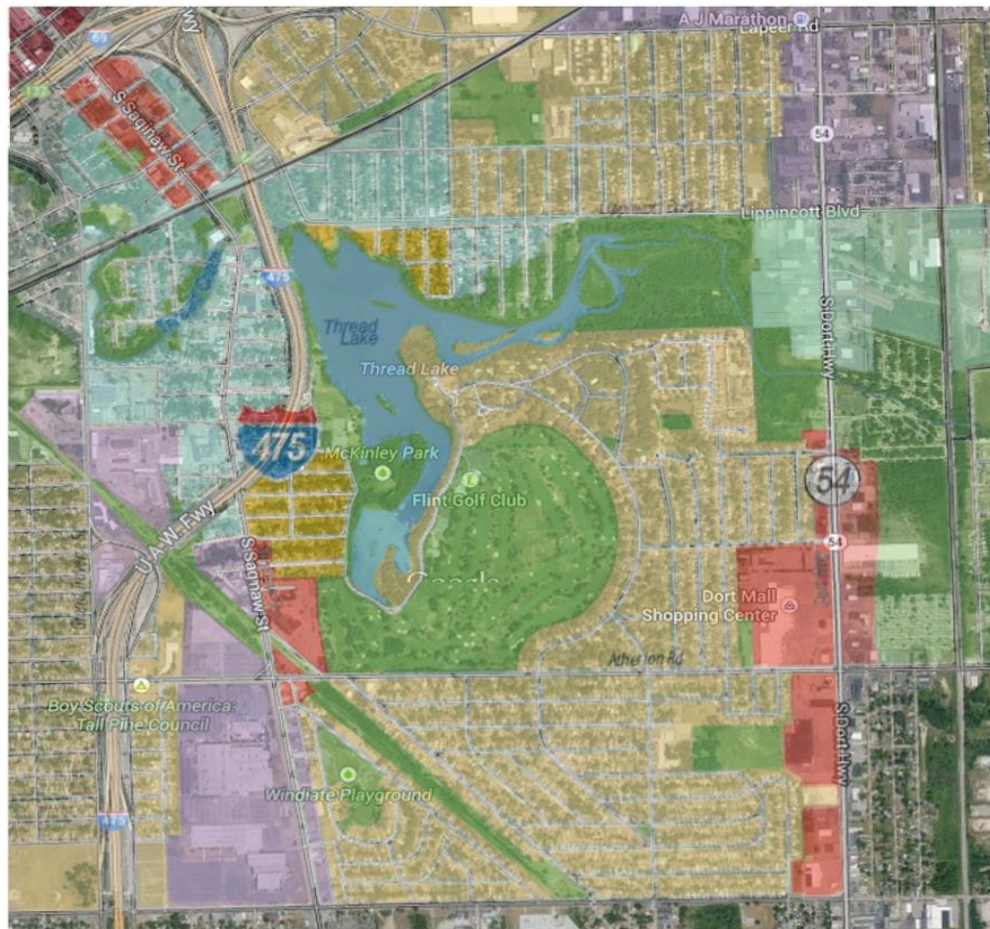 A J Marathon
Lapeer Rd
69
54
S Saginaw St
Lippincott Blvd
475
S Dort Hwy
Thread
Lake
Thread Lake
475
McKinley Park
54
Flint Golf Club
U.A.W. Fwy
54
S Saginaw St
Google
Dort Mall
Shopping Center
Atherton Rd
Boy Scouts of America:
Tall Pine Council
S Dort Hwy
Windiate Playground
475